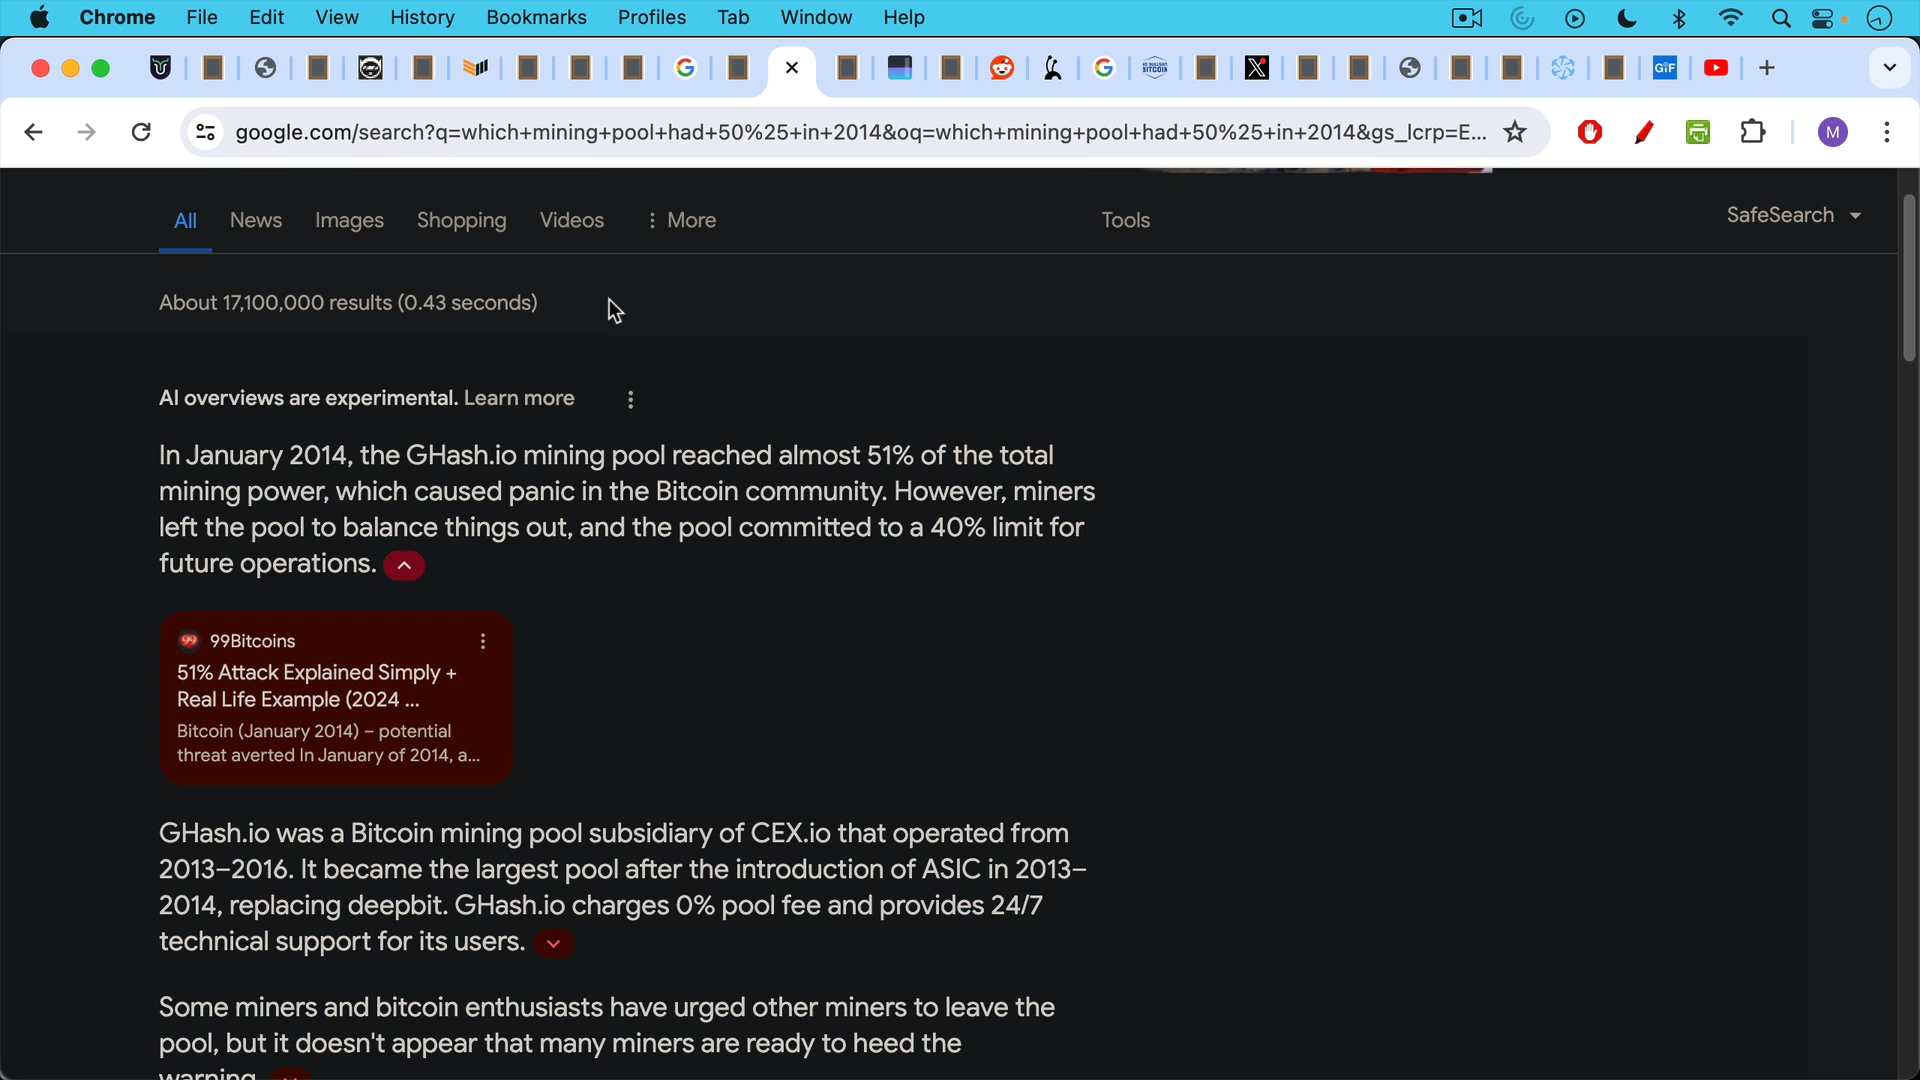 Chrome File Edit View History Bookmarks Profiles Tab Window Help
google.com/search?q=which+mining+pool+had+50%25+in+2014&oq=which+mining+pool+had+50%25+in+2014&gs_lcrp=E...
M
All News Images Shopping Videos More Tools SafeSearch
About 17,100,000 results (0.43 seconds)
AI overviews are experimental. Learn more
In January 2014, the GHash.io mining pool reached almost 51% of the total
mining power, which caused panic in the Bitcoin community. However, miners
left the pool to balance things out, and the pool committed to a 40% limit for
future operations.
99 99Bitcoins
51% Attack Explained Simply +
Real Life Example (2024 ...
Bitcoin (January 2014) – potential
threat averted In January of 2014, a...
GHash.io was a Bitcoin mining pool subsidiary of CEX.io that operated from
2013–2016. It became the largest pool after the introduction of ASIC in 2013–
2014, replacing deepbit. GHash.io charges 0% pool fee and provides 24/7
technical support for its users.
Some miners and bitcoin enthusiasts have urged other miners to leave the
pool, but it doesn't appear that many miners are ready to heed the
warning.